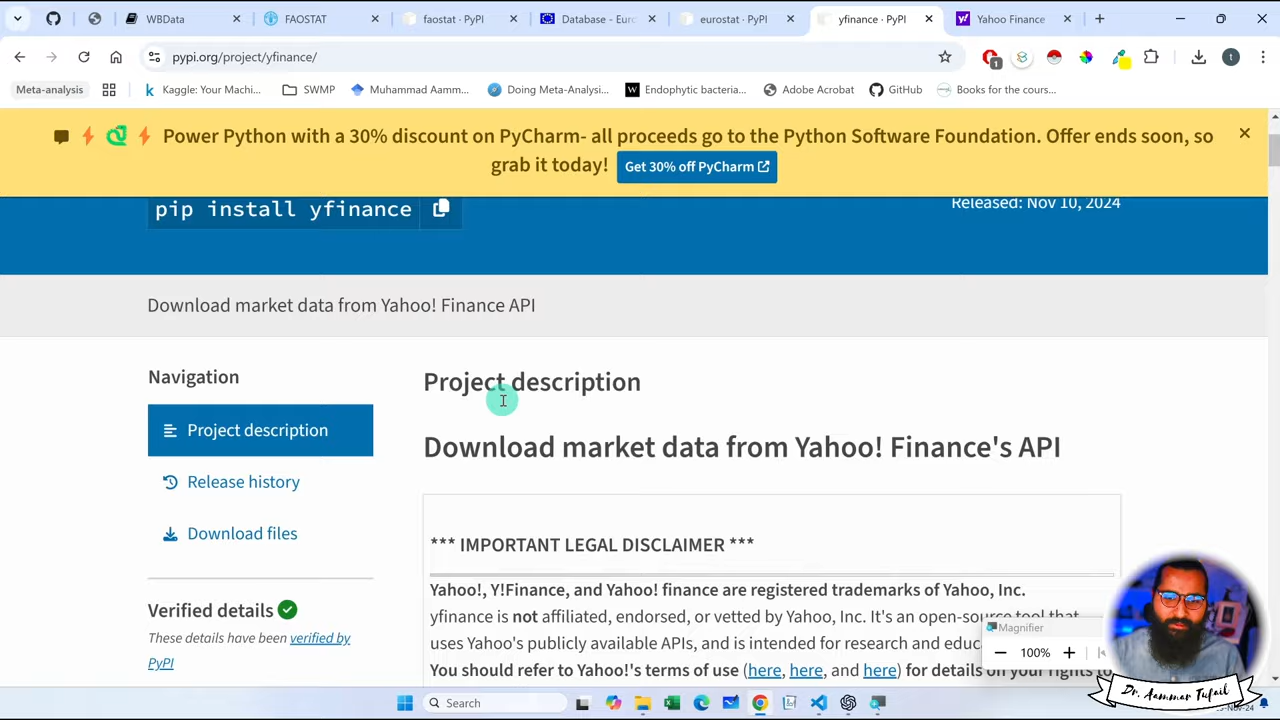 WBData
FAOSTAT
faostat · PyPI
Database - Euro
eurostat · PyPI
yfinance · PyPI
Yahoo Finance
pypi.org/project/yfinance/
1
t
Meta-analysis
Kaggle: Your Machi...
SWMP
Muhammad Aamm...
Doing Meta-Analysi...
Endophytic bacteria...
Adobe Acrobat
GitHub
Books for the cours...
Power Python with a 30% discount on PyCharm- all proceeds go to the Python Software Foundation. Offer ends soon, so
grab it today! Get 30% off PyCharm
pip install yfinance
Released: Nov 10, 2024
Download market data from Yahoo! Finance API
Navigation
Project description
Release history
Download files
Verified details
These details have been verified by
PyPI
Project description
Download market data from Yahoo! Finance's API
*** IMPORTANT LEGAL DISCLAIMER ***
Yahoo!, Y!Finance, and Yahoo! finance are registered trademarks of Yahoo, Inc.
yfinance is not affiliated, endorsed, or vetted by Yahoo, Inc. It's an open-source tool that
uses Yahoo's publicly available APIs, and is intended for research and
You should refer to Yahoo!'s terms of use (here, here, and here) for details on your rights to
Magnifier
100%
Search
Dr. Aammar Tufail
Nov-24